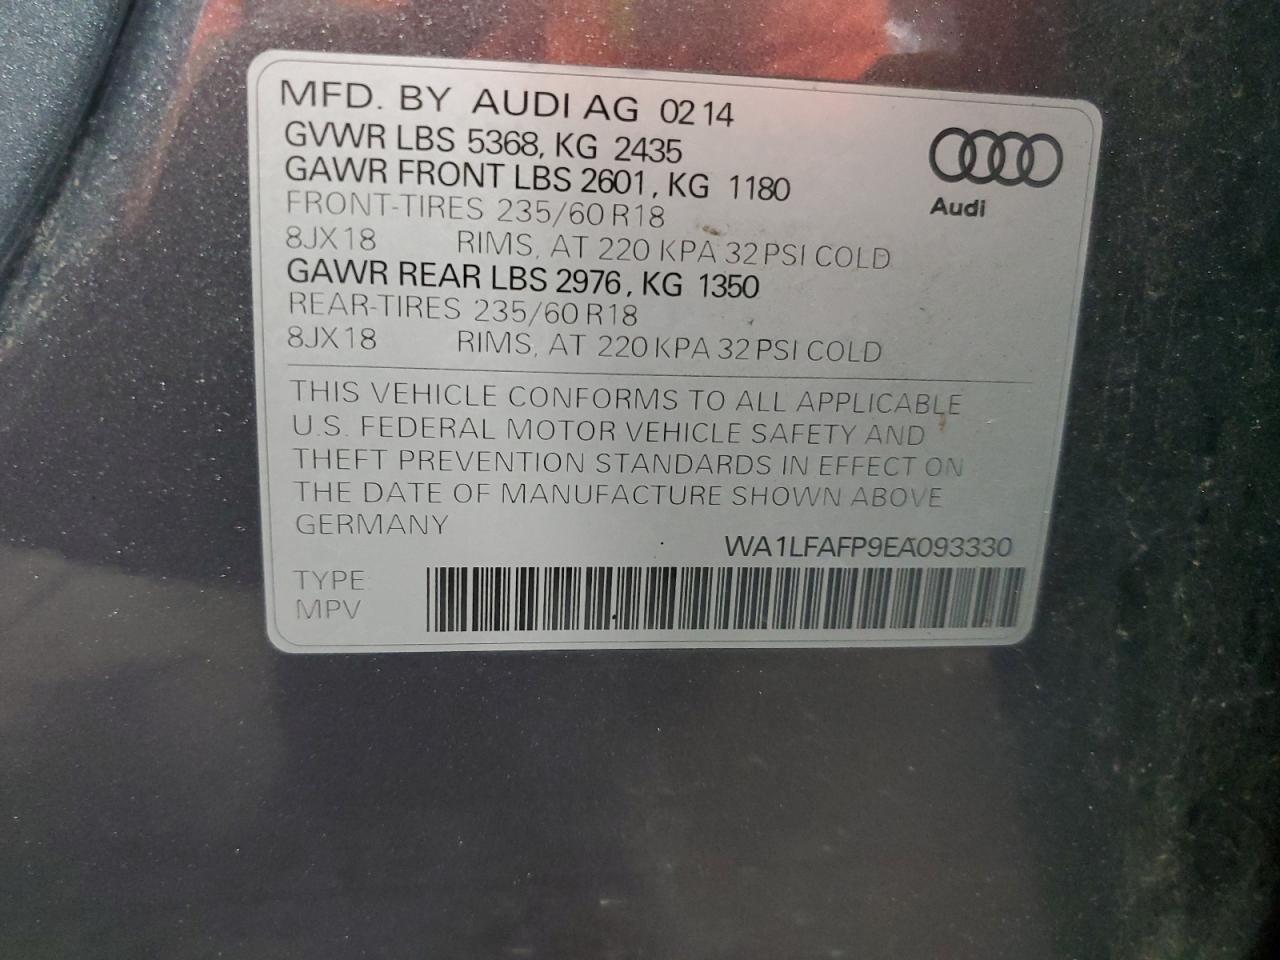 MFD. BY AUDI AG 0214
GVWR LBS 5368, KG 2435
GAWR FRONT LBS 2601, KG 1180
FRONT-TIRES 235/60 R18
8JX18 RIMS, AT 220 KPA 32 PSI COLD
GAWR REAR LBS 2976, KG 1350
REAR-TIRES 235/60 R18
8JX18 RIMS, AT 220 KPA 32 PSI COLD
Audi
THIS VEHICLE CONFORMS TO ALL APPLICABLE
U.S. FEDERAL MOTOR VEHICLE SAFETY AND
THEFT PREVENTION STANDARDS IN EFFECT ON
THE DATE OF MANUFACTURE SHOWN ABOVE
GERMANY
WA1LFAFP9EA093330
TYPE
MPV